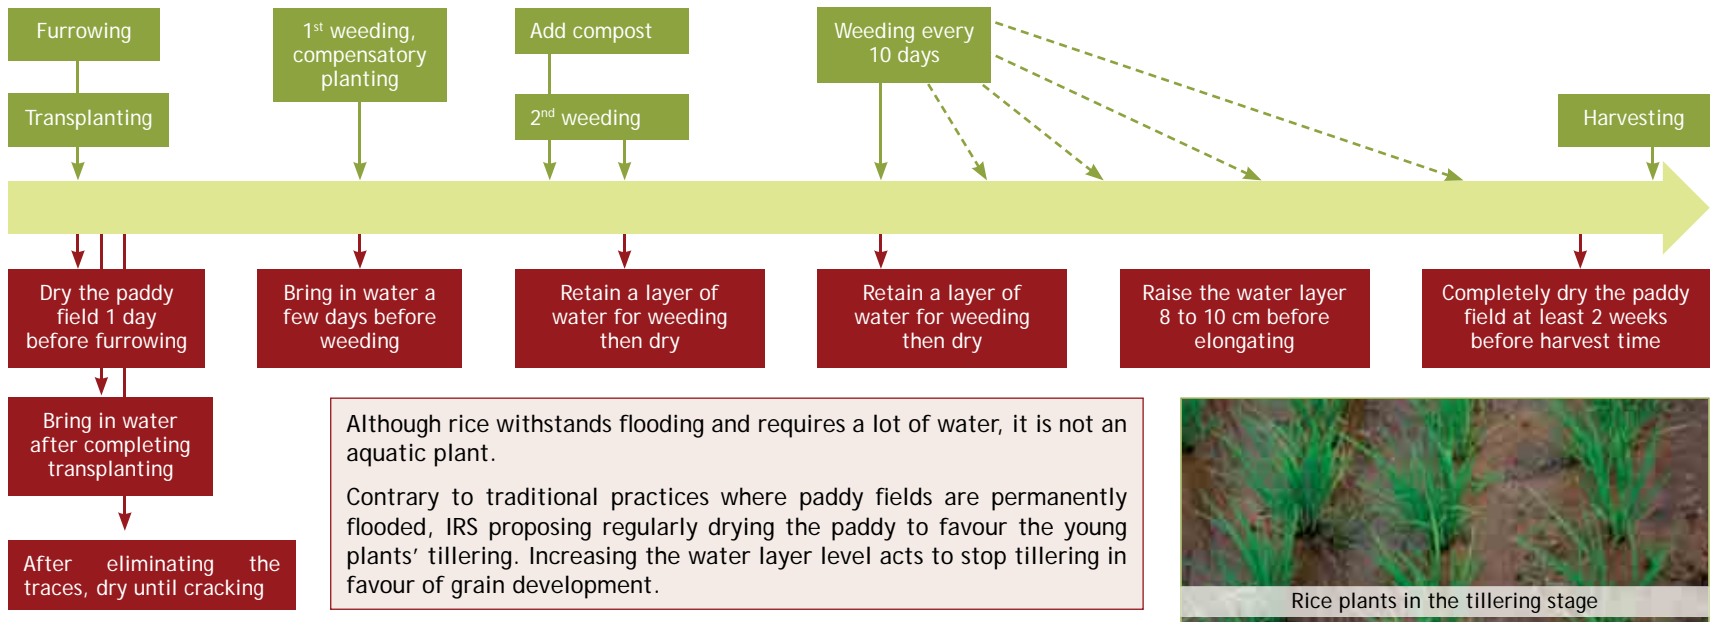 Furrowing
Transplanting
1st weeding,
compensatory
planting
Add compost
2nd weeding
Weeding every
10 days
Harvesting
Dry the paddy
field 1 day
before furrowing
Bring in water a
few days before
weeding
Retain a layer of
water for weeding
then dry
Retain a layer of
water for weeding
then dry
Raise the water layer
8 to 10 cm before
elongating
Completely dry the paddy
field at least 2 weeks
before harvest time
Bring in water
after completing
transplanting
After eliminating the
traces, dry until cracking
Although rice withstands flooding and requires a lot of water, it is not an
aquatic plant.
Contrary to traditional practices where paddy fields are permanently
flooded, IRS proposing regularly drying the paddy to favour the young
plants' tillering. Increasing the water layer level acts to stop tillering in
favour of grain development.
Rice plants in the tillering stage